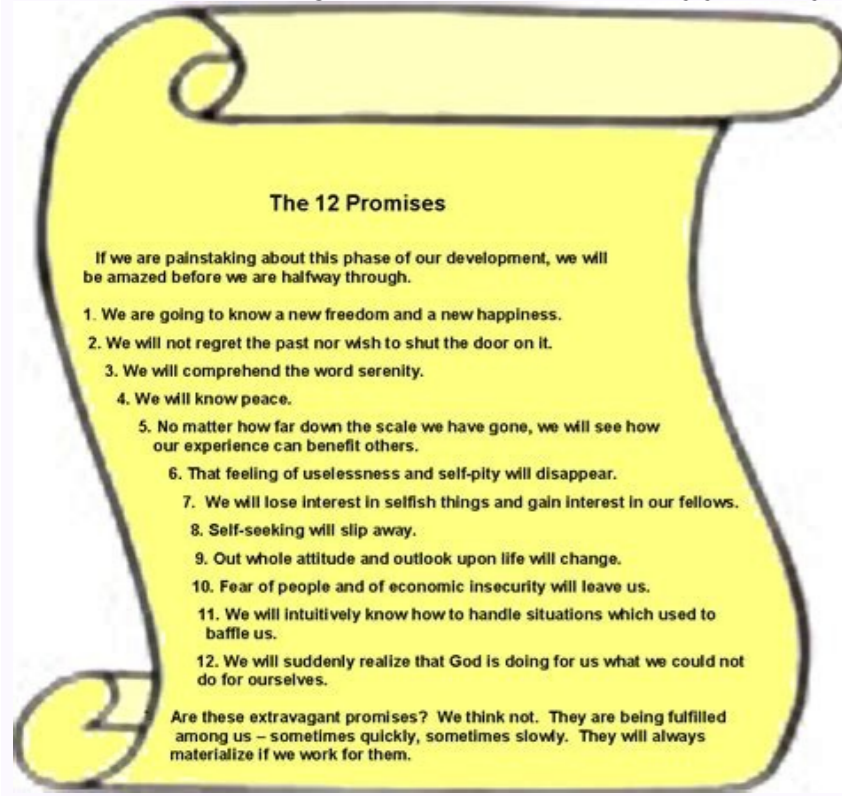 The 12 Promises
If we are painstaking about this phase of our development, we will
be amazed before we are halfway through.
1. We are going to know a new freedom and a new happiness.
2. We will not regret the past nor wish to shut the door on it.
3. We will comprehend the word serenity.
4. We will know peace.
5. No matter how far down the scale we have gone, we will see how
our experience can benefit others.
6. That feeling of uselessness and self-pity will disappear.
7. We will lose interest in selfish things and gain interest in our fellows.
8. Self-seeking will slip away.
9. Out whole attitude and outlook upon life will change.
10. Fear of people and of economic insecurity will leave us.
11. We will intuitively know how to handle situations which used to
baffle us.
12. We will suddenly realize that God is doing for us what we could not
do for ourselves.
Are these extravagant promises? We think not. They are being fulfilled
among us – sometimes quickly, sometimes slowly. They will always
materialize if we work for them.